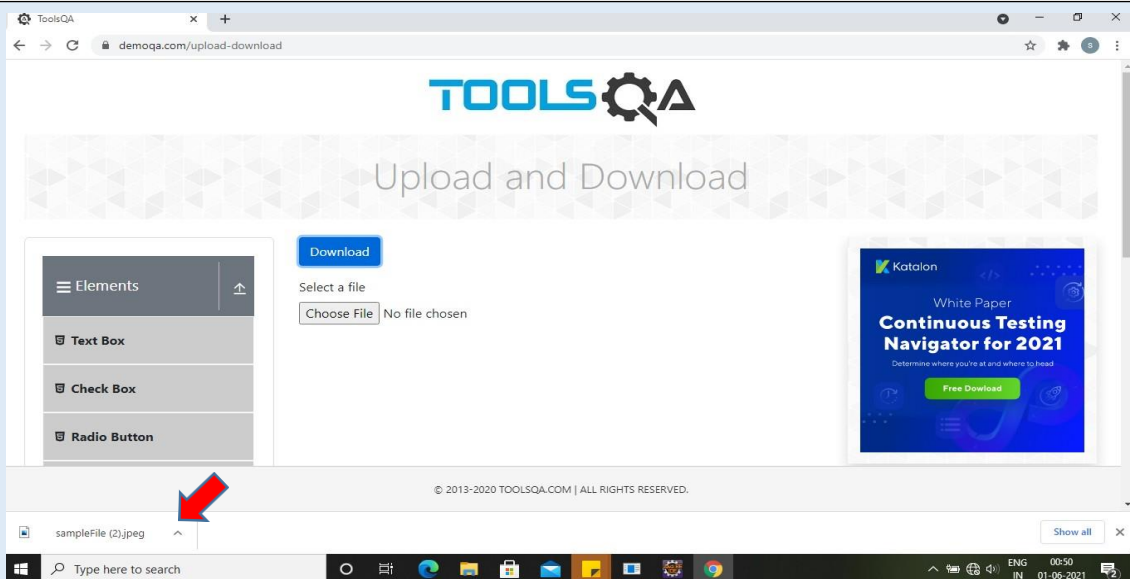 ToolsQA
demoqa.com/upload-download
S
TOOLSQA
Upload and Download
Download
Elements
Select a file
Choose File No file chosen
Text Box
Check Box
Radio Button
Katalon
White Paper
Continuous Testing
Navigator for 2021
Determine where you're at and where to head
Free Dowload
© 2013-2020 TOOLSQA.COM | ALL RIGHTS RESERVED.
sampleFile (2).jpeg
Show all
Type here to search
ENG
IN
00:50
01-06-2021
2